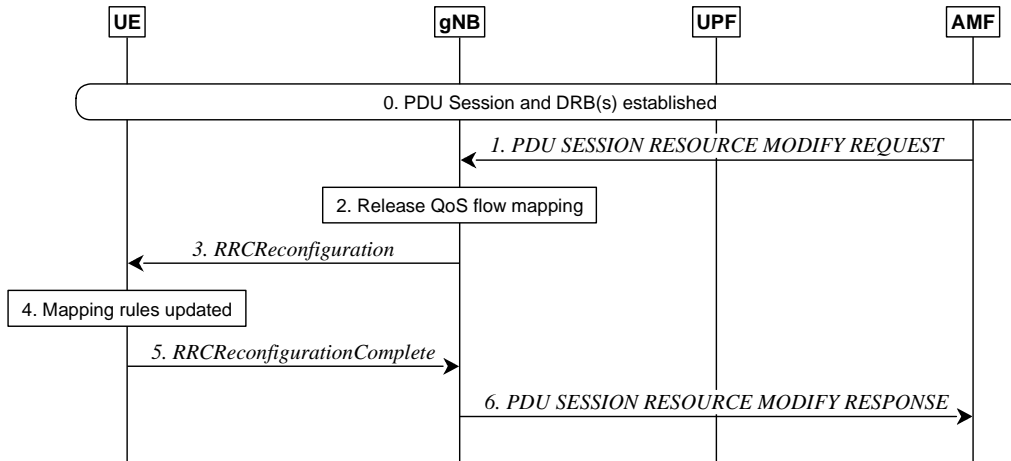 UE gNB UPF AMF
0. PDU Session and DRB(s) established
1. PDU SESSION RESOURCE MODIFY REQUEST
2. Release QoS flow mapping
3. RRCReconfiguration
4. Mapping rules updated
5. RRCReconfigurationComplete
6. PDU SESSION RESOURCE MODIFY RESPONSE